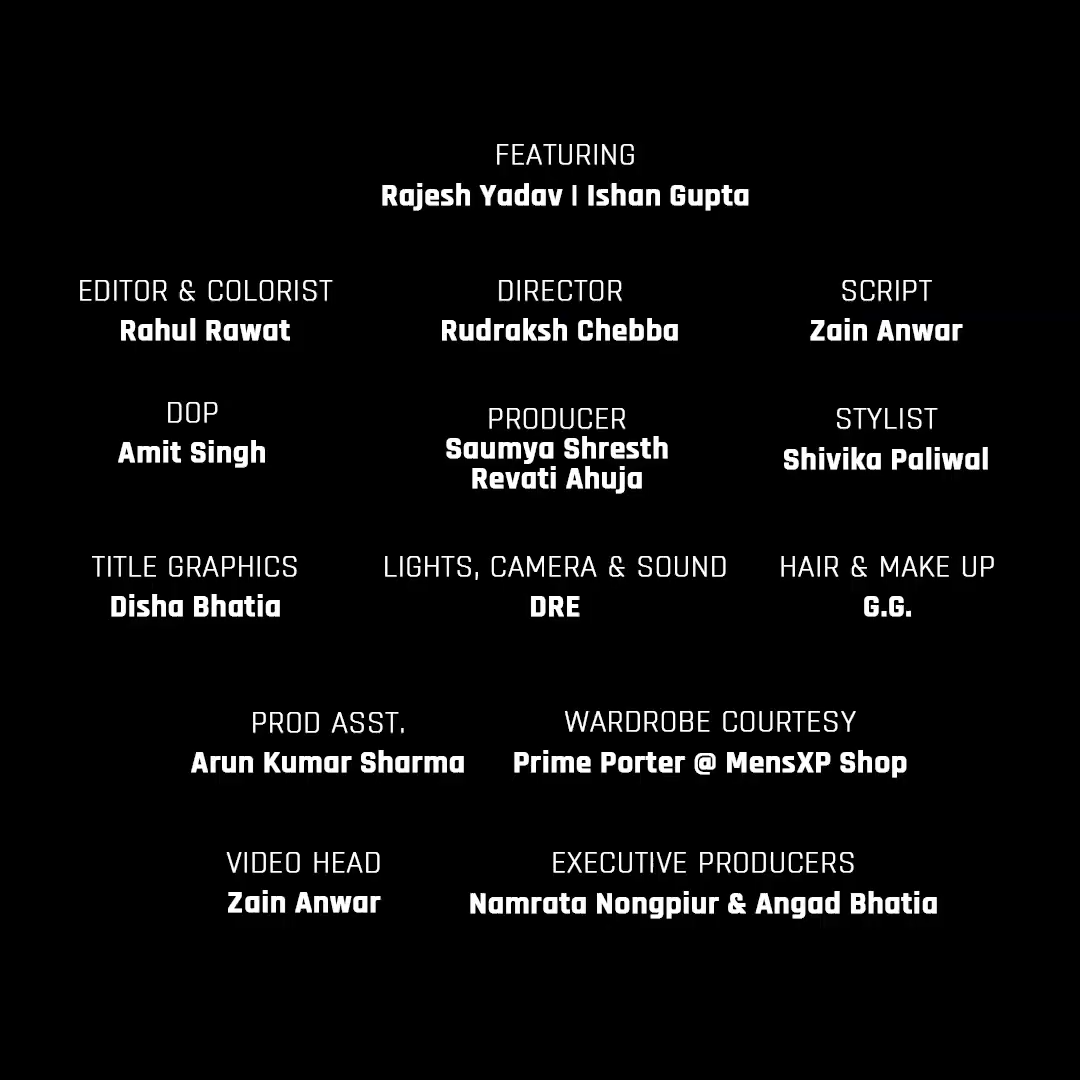 FEATURING
Rajesh Yadav | Ishan Gupta
EDITOR & COLORIST
Rahul Rawat
DIRECTOR
Rudraksh Chebba
SCRIPT
Zain Anwar
DOP
Amit Singh
PRODUCER
Saumya Shresth
Revati Ahuja
STYLIST
Shivika Paliwal
TITLE GRAPHICS
Disha Bhatia
LIGHTS, CAMERA & SOUND
DRE
HAIR & MAKE UP
G.G.
PROD ASST.
Arun Kumar Sharma
WARDROBE COURTESY
Prime Porter @ MensXP Shop
VIDEO HEAD
Zain Anwar
EXECUTIVE PRODUCERS
Namrata Nongpiur & Angad Bhatia